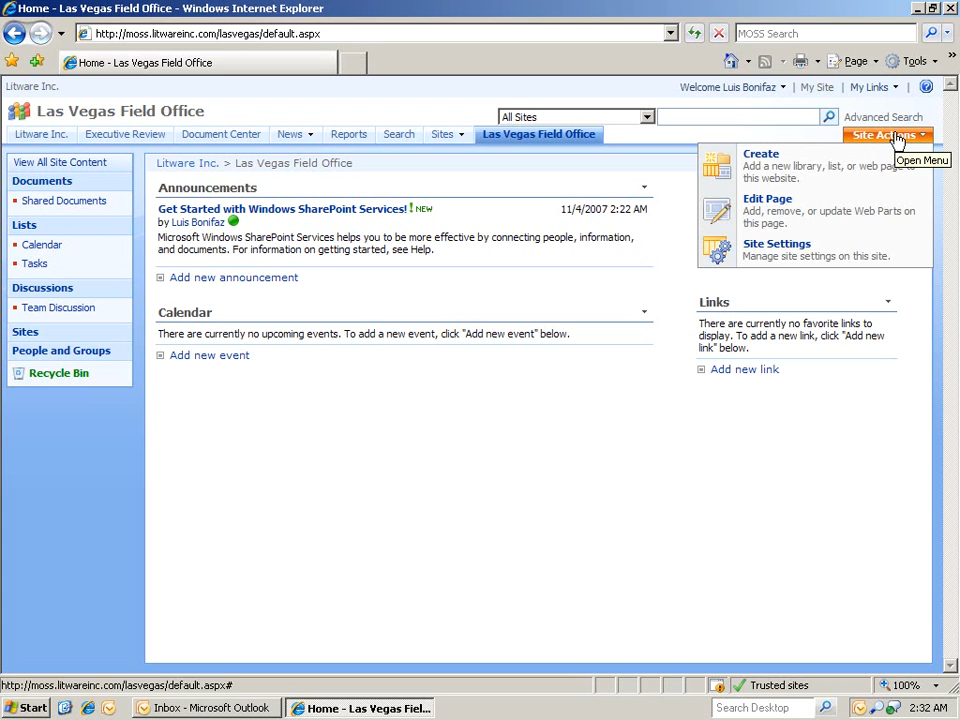 Home - Las Vegas Field Office - Windows Internet Explorer
http://moss.litwareinc.com/lasvegas/default.aspx
MOSS Search
Home - Las Vegas Field Office
Page
Tools
Litware Inc.
Welcome Luis Bonifaz
My Site
My Links
Las Vegas Field Office
All Sites
Advanced Search
Litware Inc.
Executive Review
Document Center
News
Reports
Search
Sites
Las Vegas Field Office
Site Actions
Open Menu
View All Site Content
Documents
Shared Documents
Lists
Calendar
Tasks
Discussions
Team Discussion
Sites
People and Groups
Recycle Bin
Litware Inc. > Las Vegas Field Office
Announcements
Get Started with Windows SharePoint Services! ! NEW
11/4/2007 2:22 AM
by Luis Bonifaz
Microsoft Windows SharePoint Services helps you to be more effective by connecting people, information,
and documents. For information on getting started, see Help.
Add new announcement
Calendar
There are currently no upcoming events. To add a new event, click "Add new event" below.
Add new event
Create
Add a new library, list, or web page to
this website.
Edit Page
Add, remove, or update Web Parts on
this page.
Site Settings
Manage site settings on this site.
Links
There are currently no favorite links to
display. To add a new link, click "Add new
link" below.
Add new link
http://moss.litwareinc.com/lasvegas/default.aspx#
Trusted sites
100%
Start
Inbox - Microsoft Outlook
Home - Las Vegas Fiel...
Search Desktop
2:32 AM